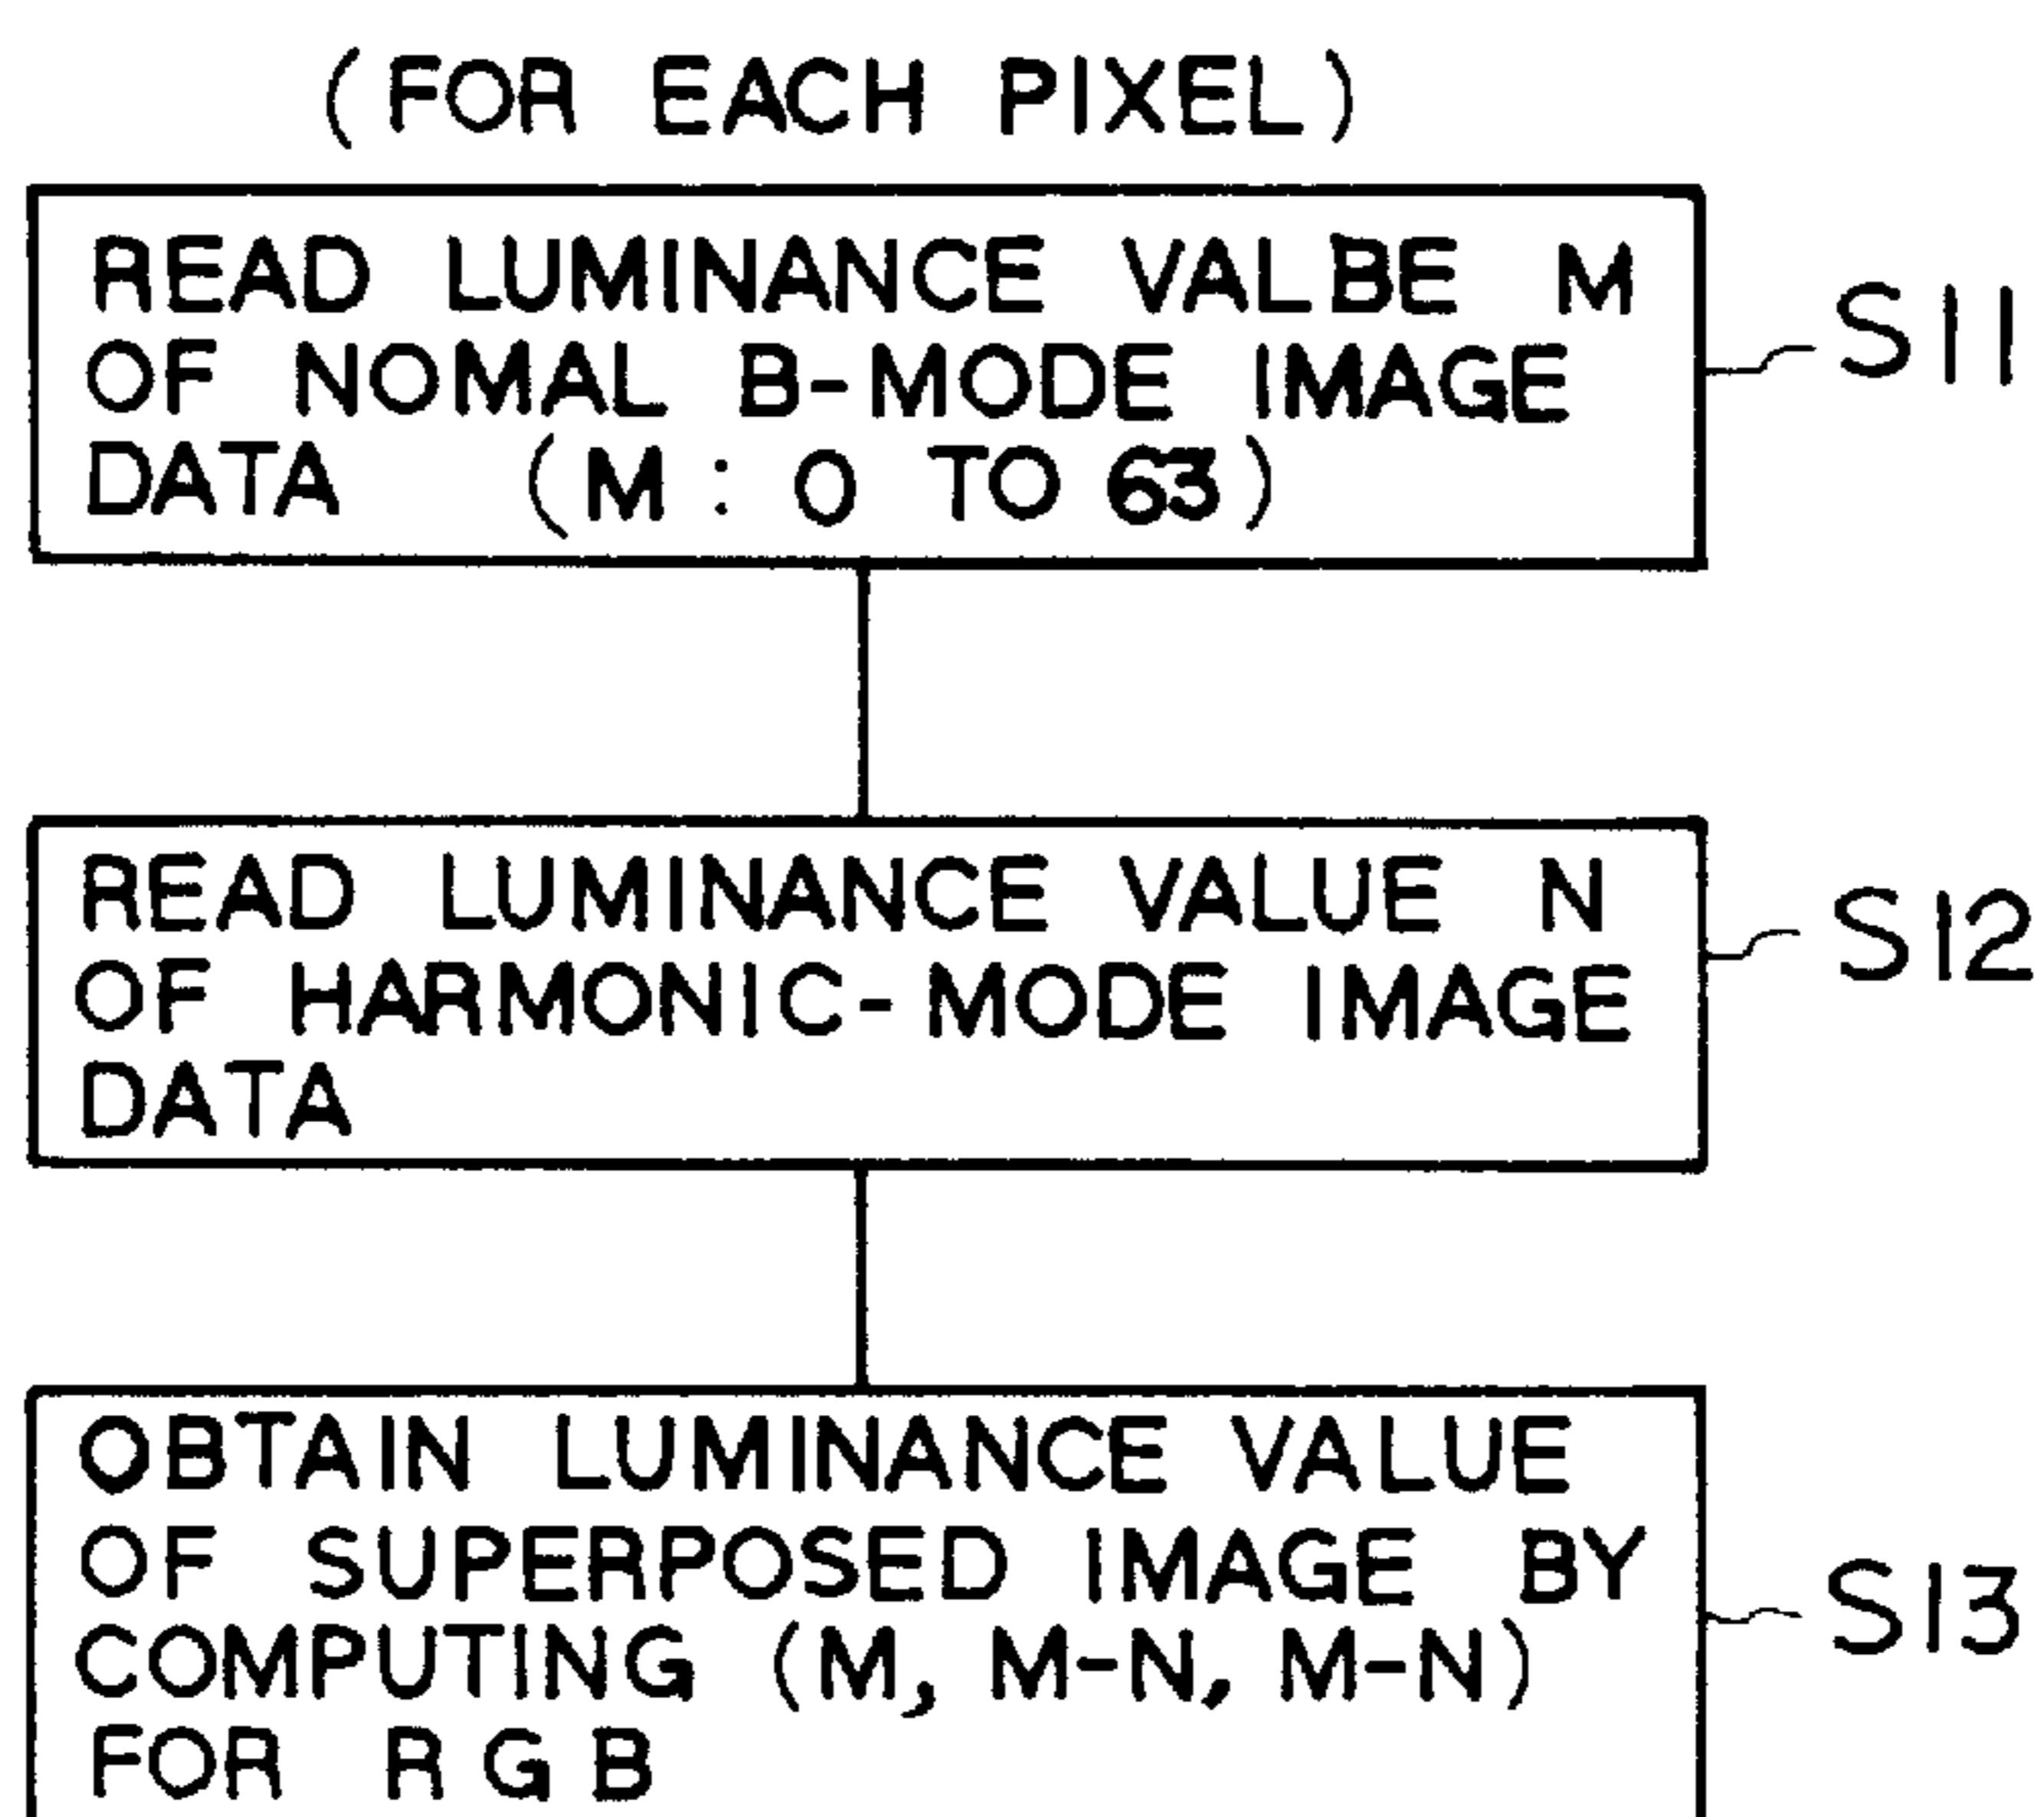 (FOR EACH PIXEL)
READ LUMINANCE VALBE M
OF NOMAL B-MODE IMAGE
DATA (M : 0 TO 63)
S11
READ LUMINANCE VALUE N
OF HARMONIC-MODE IMAGE
DATA
S12
OBTAIN LUMINANCE VALUE
OF SUPERPOSED IMAGE BY
COMPUTING (M, M-N, M-N)
FOR R G B
S13